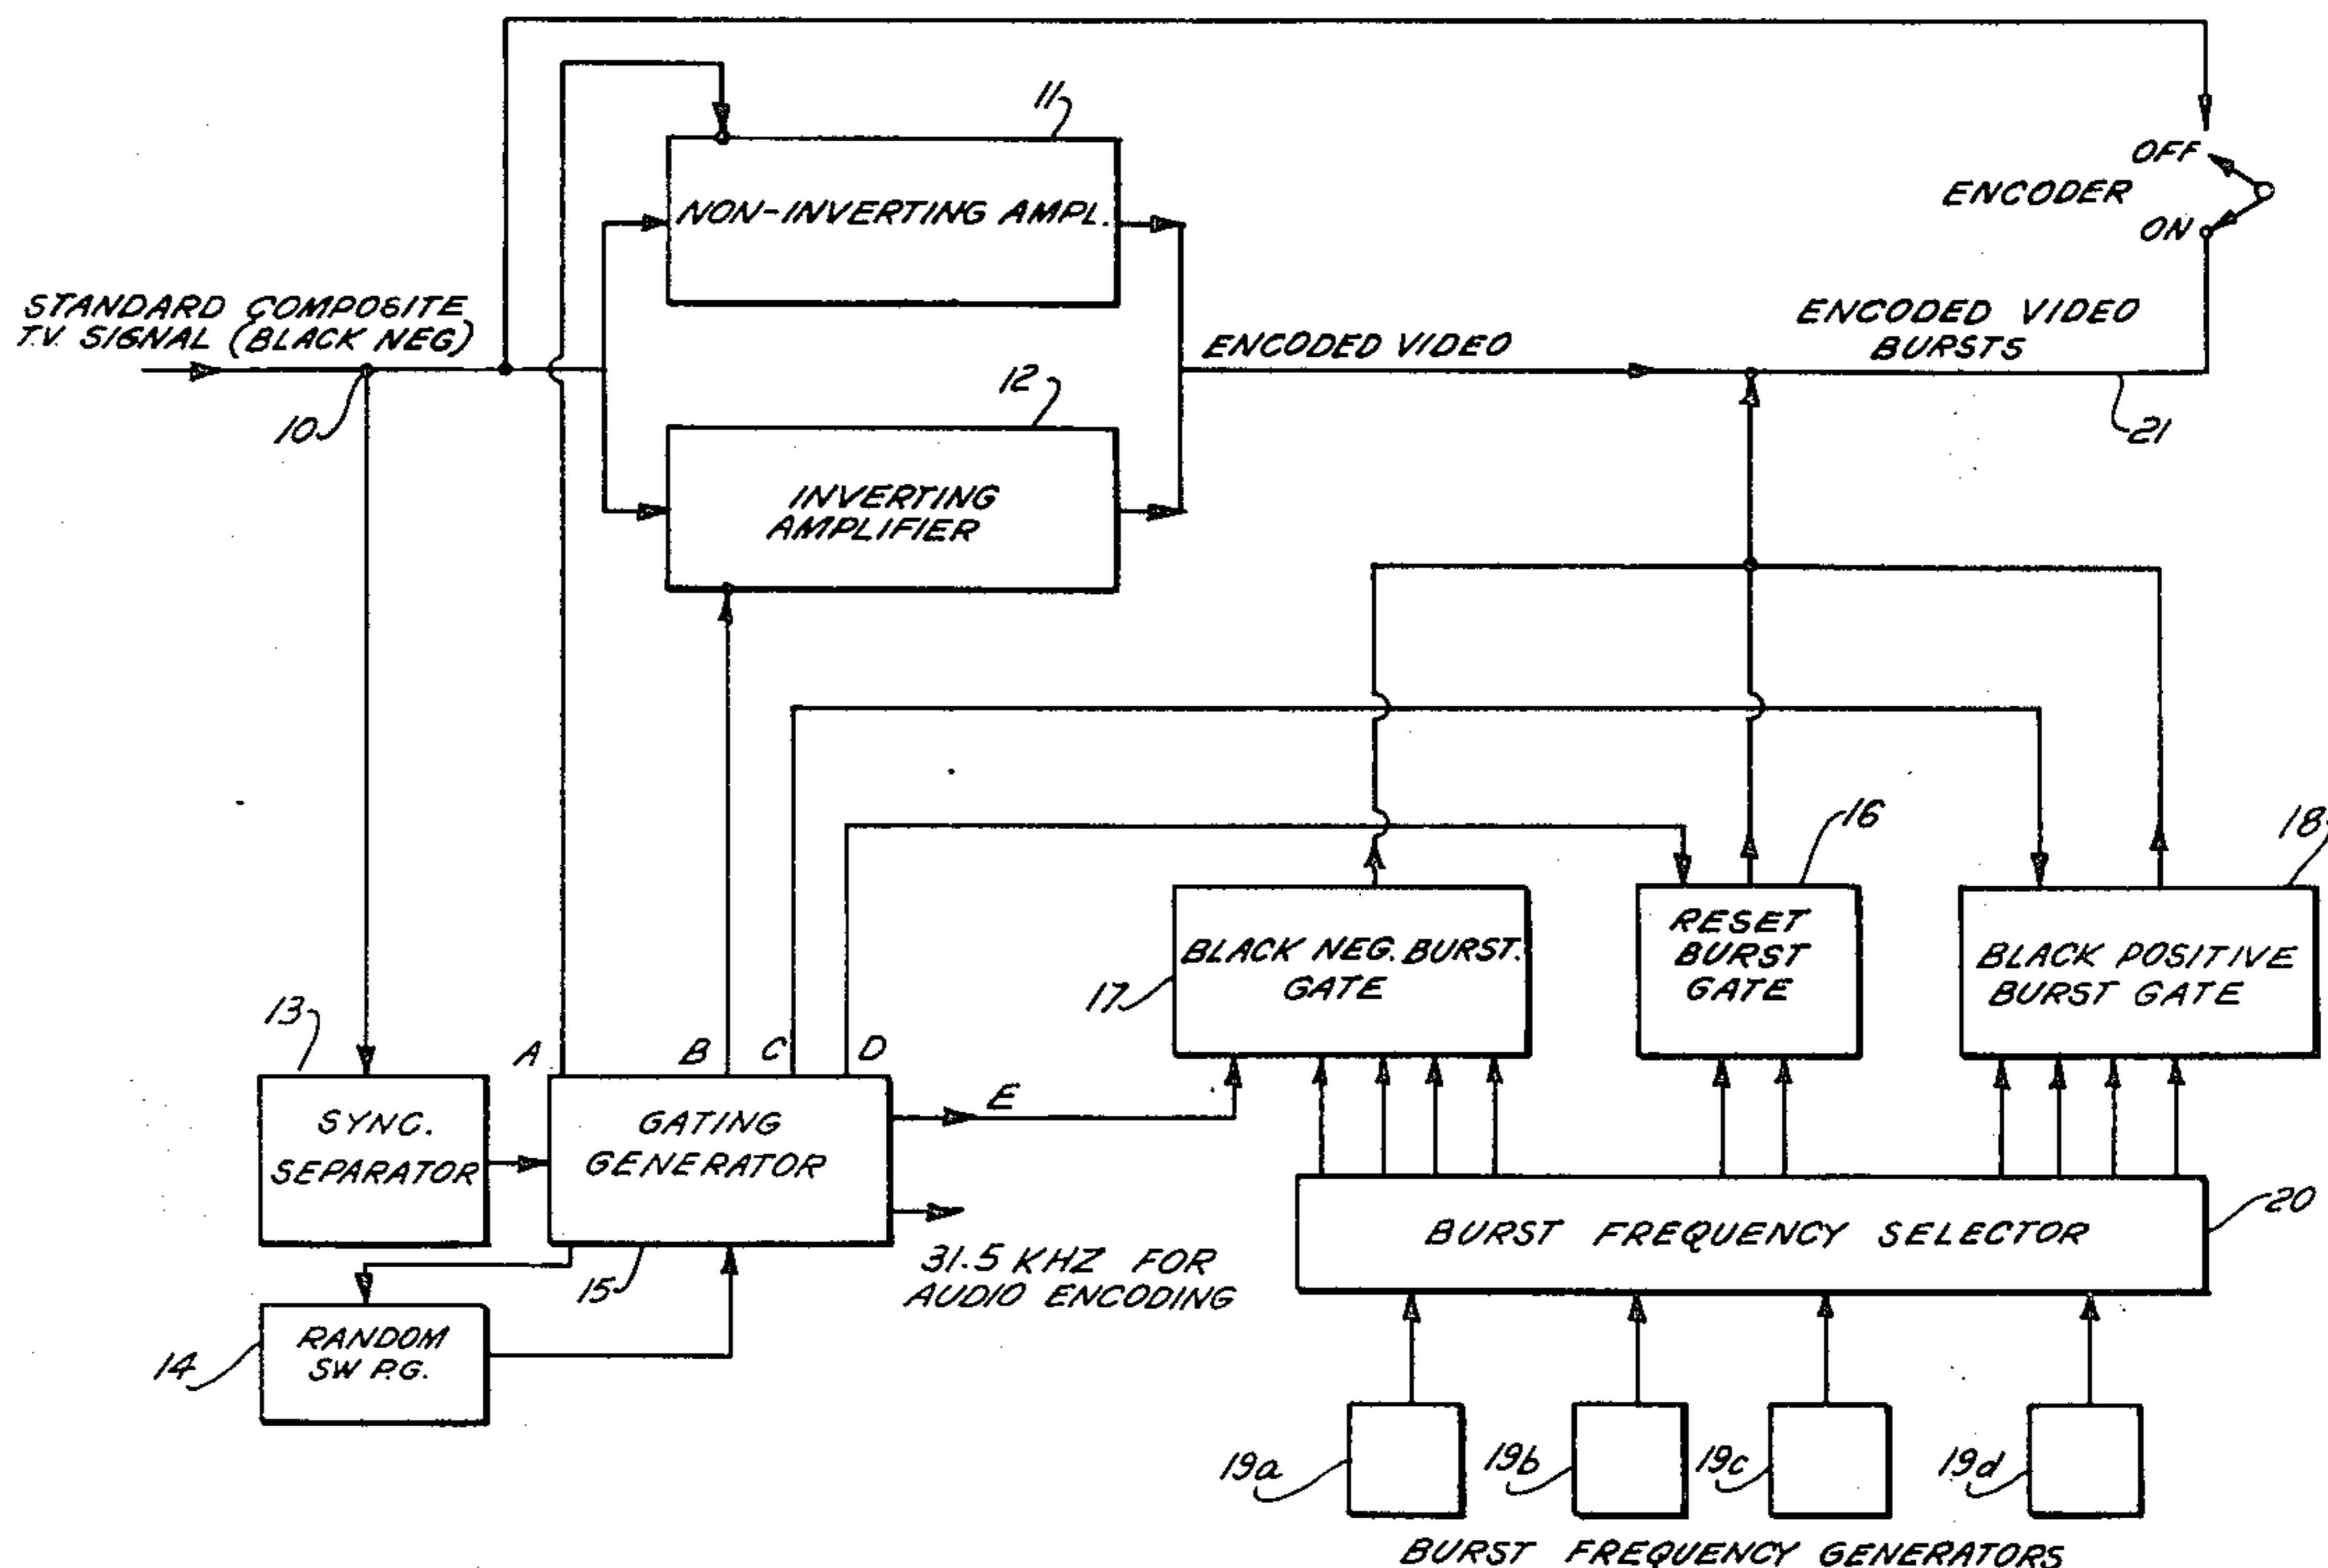 11
OFF
ENCODER
ON
NON-INVERTING AMPL.
STANDARD COMPOSITE
T.V. SIGNAL (BLACK NEG)
ENCODED VIDEO
ENCODED VIDEO
BURSTS
10
12
21
INVERTING
AMPLIFIER
16
18
RESET
BURST
GATE
BLACK NEG. BURST.
GATE
BLACK POSITIVE
BURST GATE
17
13
A
B
C
D
E
SYNC.
SEPARATOR
GATING
GENERATOR
20
BURST FREQUENCY SELECTOR
31.5 KHZ FOR
AUDIO ENCODING
15
14
RANDOM
SW P.G.
19a
19b
19c
19d
BURST FREQUENCY GENERATORS